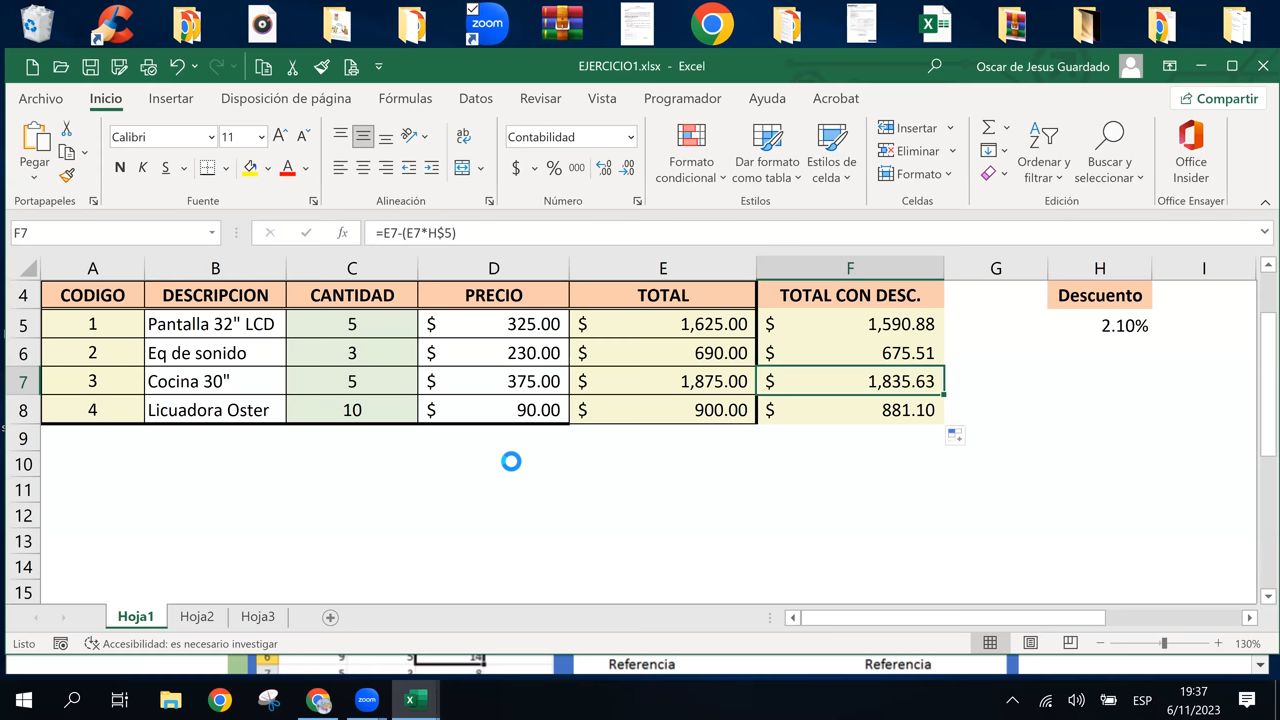 zoom
EJERCICIO1.xlsx - Excel
Oscar de Jesus Guardado
Archivo Inicio Insertar Disposición de página Fórmulas Datos Revisar Vista Programador Ayuda Acrobat Compartir
Pegar
Calibri 11
N K S
Contabilidad
$ % 000
Formato condicional
Dar formato como tabla
Estilos de celda
Insertar
Eliminar
Formato
Ordenar y filtrar
Buscar y seleccionar
Office Insider
Portapapeles Fuente Alineación Número Estilos Celdas Edición Office Ensayer
F7 fx =E7-(E7*H$5)
A B C D E F G H I
4 CODIGO DESCRIPCION CANTIDAD PRECIO TOTAL TOTAL CON DESC. Descuento
5 1 Pantalla 32" LCD 5 $ 325.00 $ 1,625.00 $ 1,590.88 2.10%
6 2 Eq de sonido 3 $ 230.00 $ 690.00 $ 675.51
7 3 Cocina 30" 5 $ 375.00 $ 1,875.00 $ 1,835.63
8 4 Licuadora Oster 10 $ 90.00 $ 900.00 $ 881.10
9
10
11
12
13
14
15
Hoja1 Hoja2 Hoja3
Listo Accesibilidad: es necesario investigar 130%
Referencia Referencia
zoom
ESP
19:37
6/11/2023